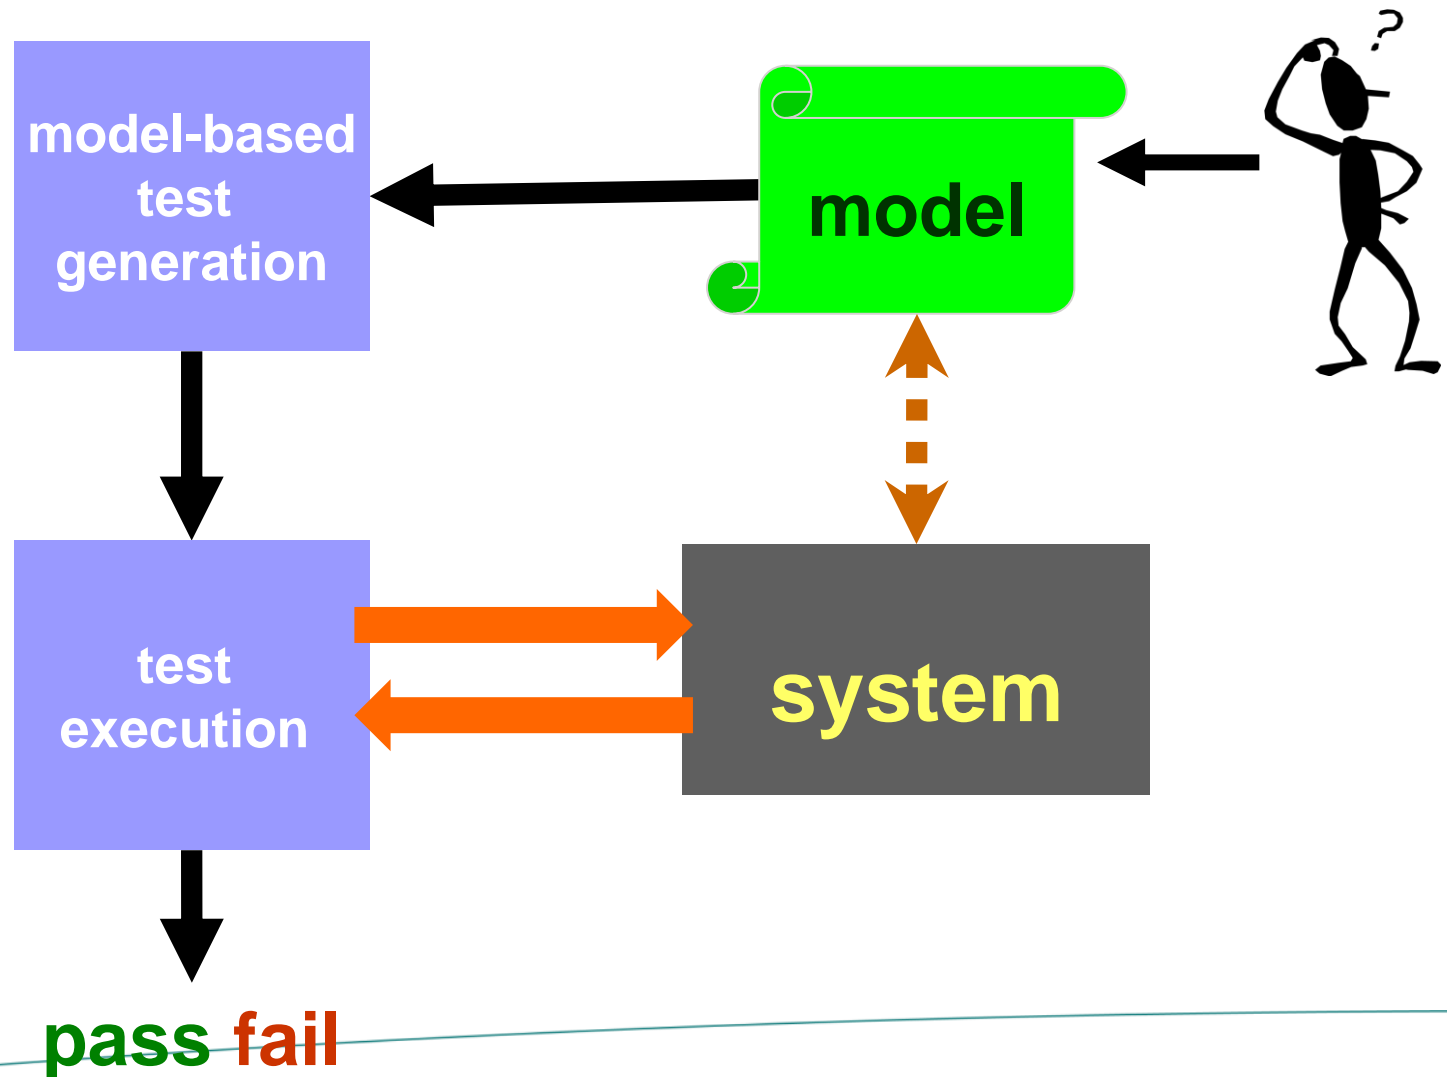 ?
model-based
test
generation
model
test
execution
system
pass fail